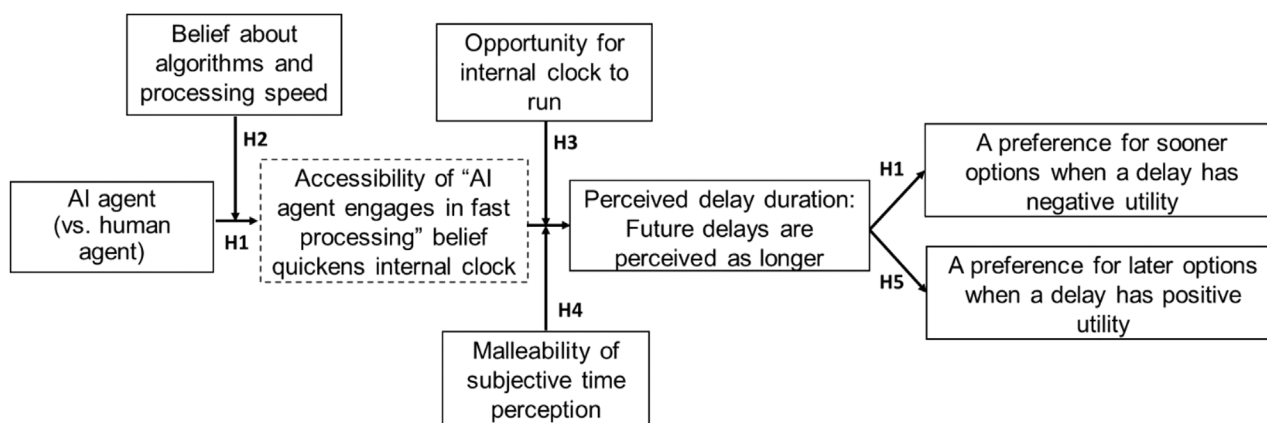 Belief about
algorithms and
processing speed
H2
Opportunity for
internal clock to
run
H3
AI agent
(vs. human
agent)
H1
Accessibility of “AI
agent engages in fast
processing” belief
quickens internal clock
Perceived delay duration:
Future delays are
perceived as longer
H1
A preference for sooner
options when a delay has
negative utility
H5
A preference for later options
when a delay has positive
utility
H4
Malleability of
subjective time
perception